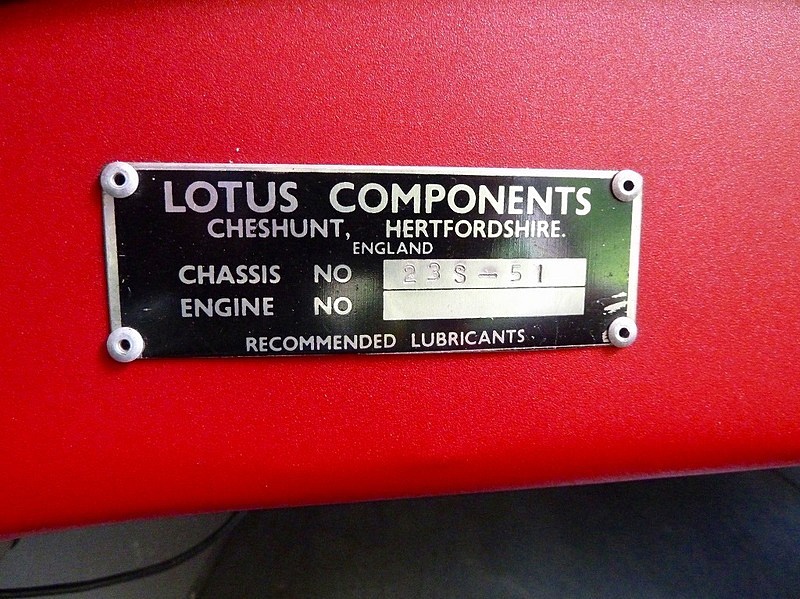 LOTUS COMPONENTS
CHESHUNT, HERTFORDSHIRE.
ENGLAND
CHASSIS NO 23S-51
ENGINE NO
RECOMMENDED LUBRICANTS